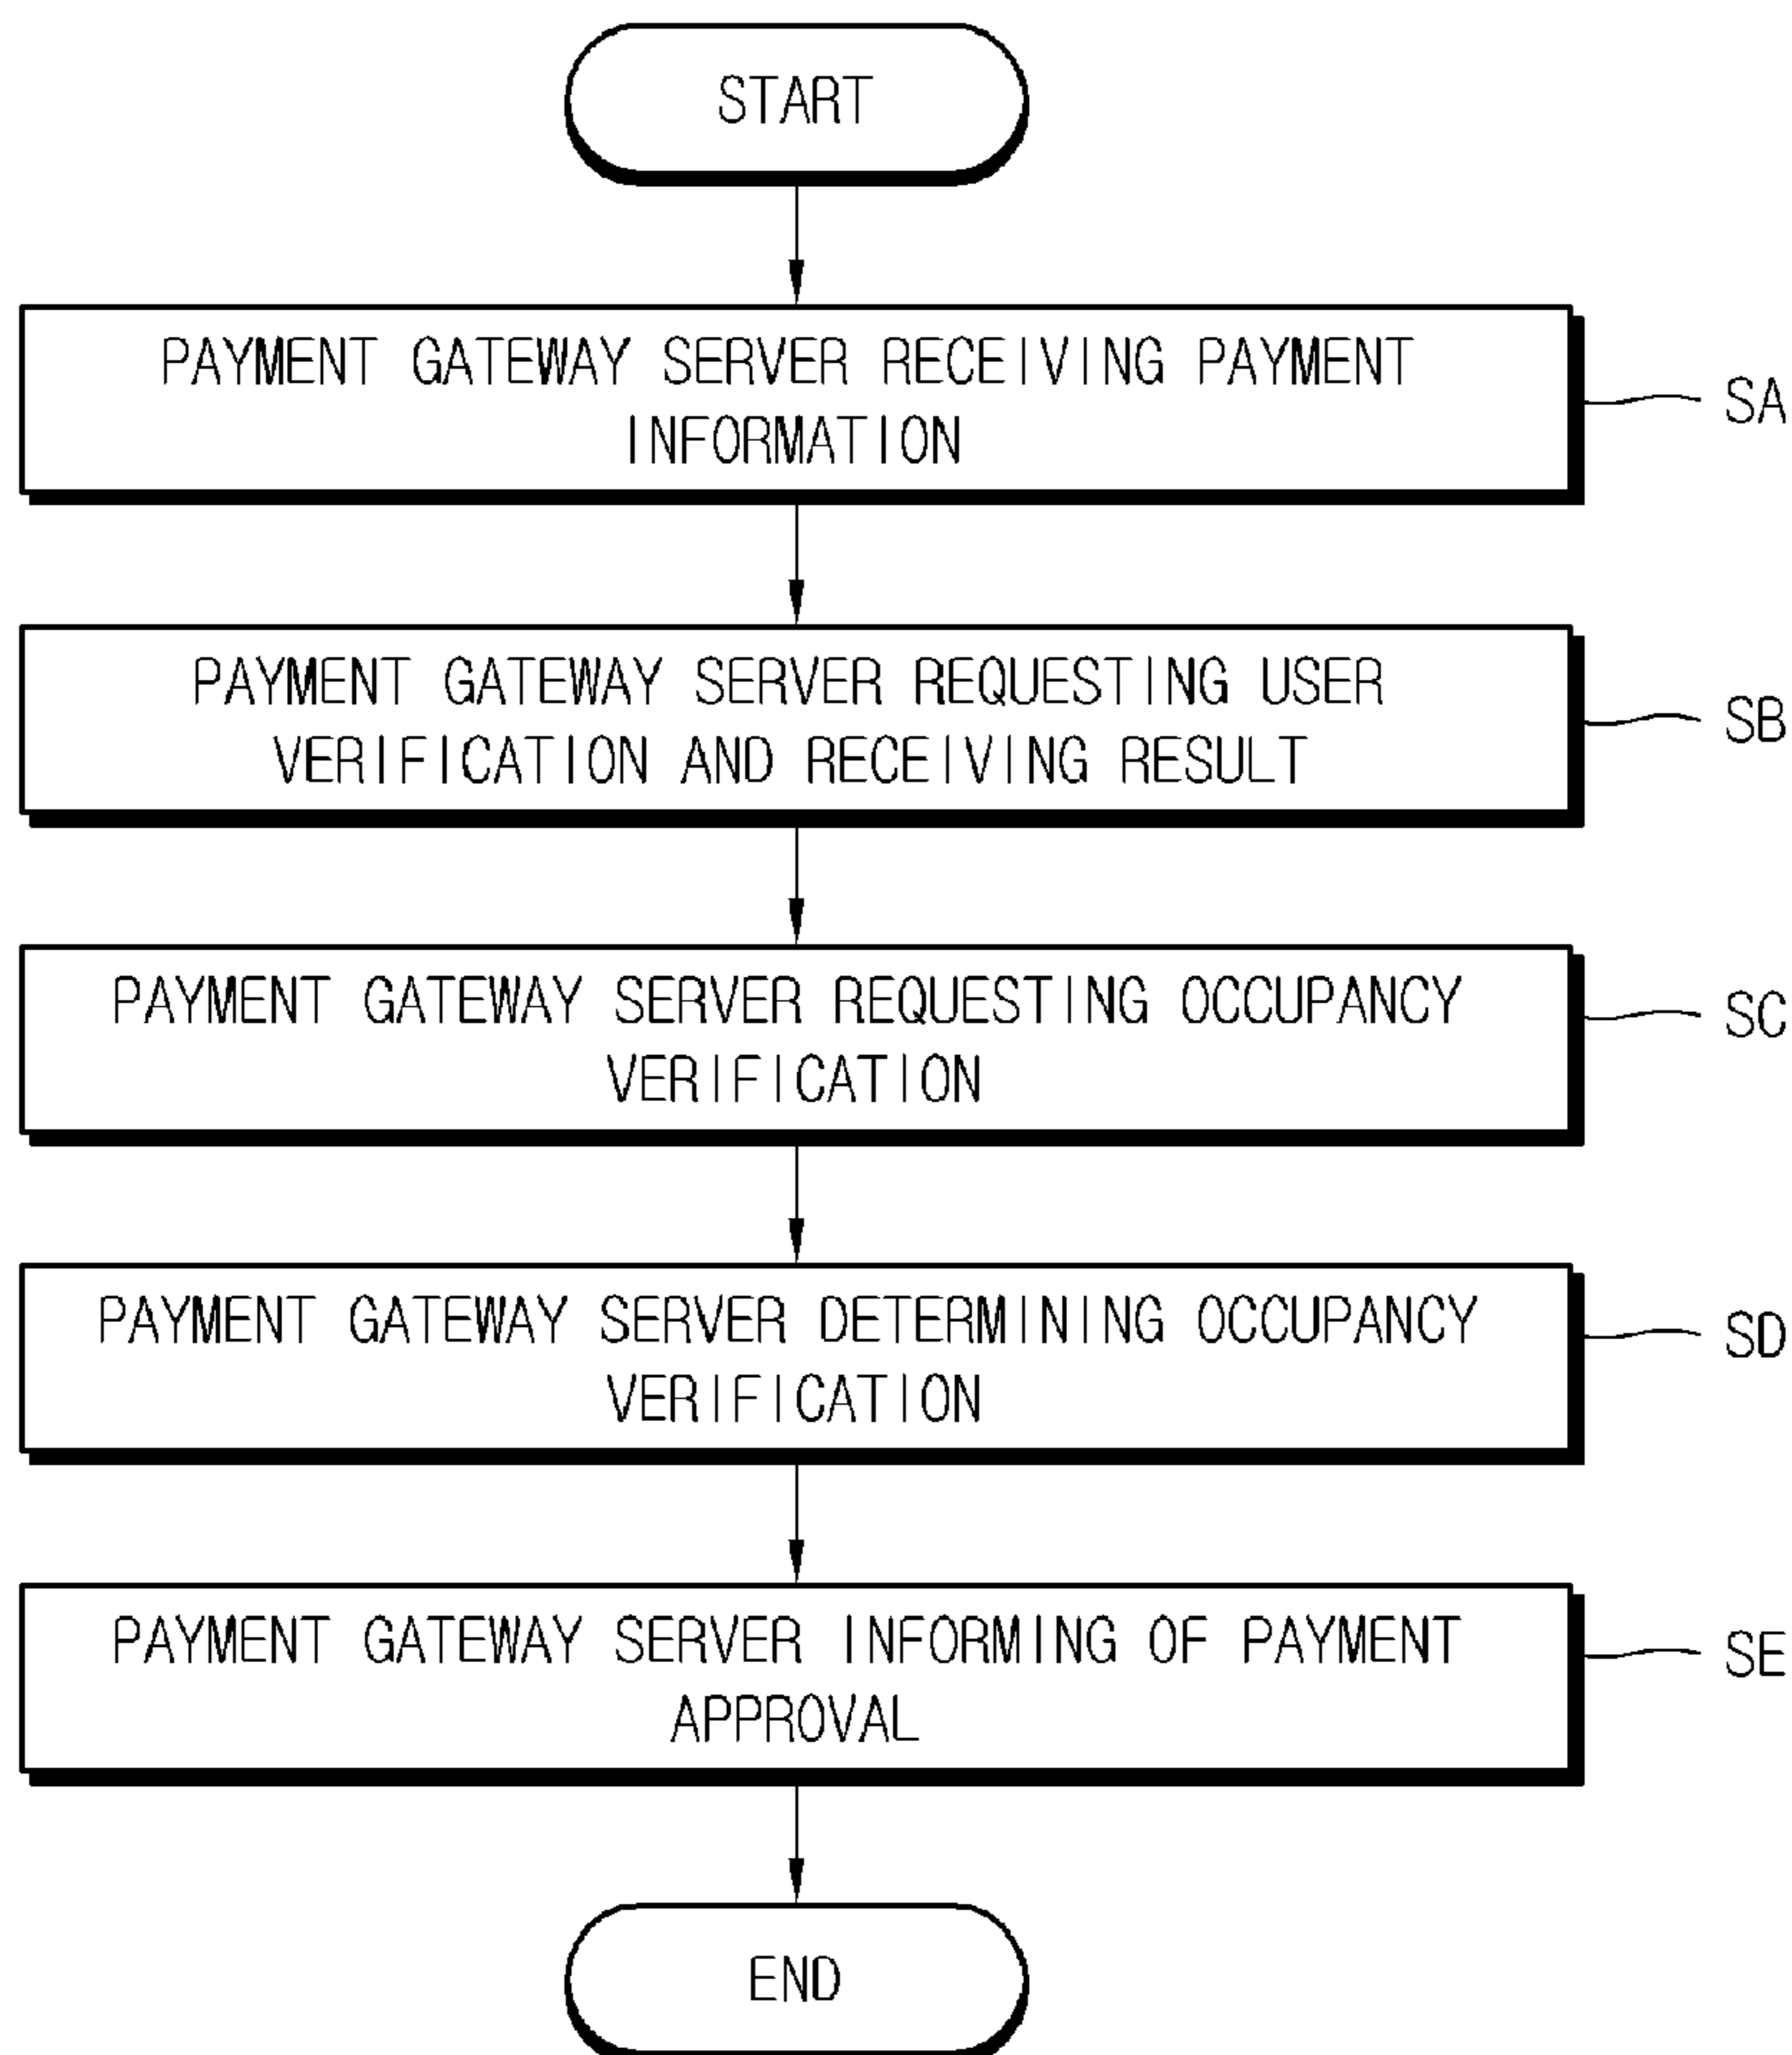 START
PAYMENT GATEWAY SERVER RECEIVING PAYMENT
INFORMATION
SA
PAYMENT GATEWAY SERVER REQUESTING USER
VERIFICATION AND RECEIVING RESULT
SB
PAYMENT GATEWAY SERVER REQUESTING OCCUPANCY
VERIFICATION
SC
PAYMENT GATEWAY SERVER DETERMINING OCCUPANCY
VERIFICATION
SD
PAYMENT GATEWAY SERVER INFORMING OF PAYMENT
APPROVAL
SE
END